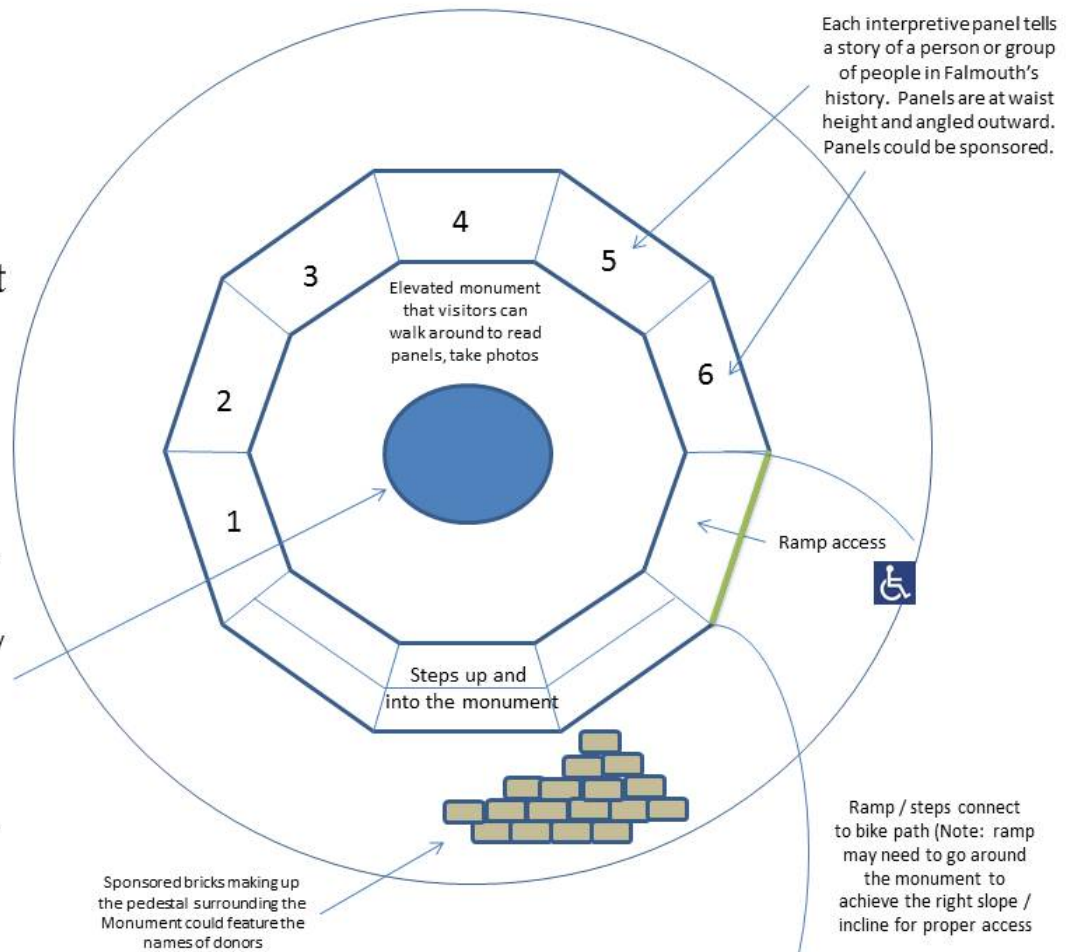 Each interpretive panel tells
a story of a person or group
of people in Falmouth's
history. Panels are at waist
height and angled outward.
Panels could be sponsored.
4
3
5
Elevated monument
that visitors can
walk around to read
panels, take photos
6
2
1
Ramp access
Steps up and
into the monument
Ramp / steps connect
to bike path (Note: ramp
may need to go around
the monument to
achieve the right slope /
incline for proper access
Sponsored bricks making up
the pedestal surrounding the
Monument could feature the
names of donors